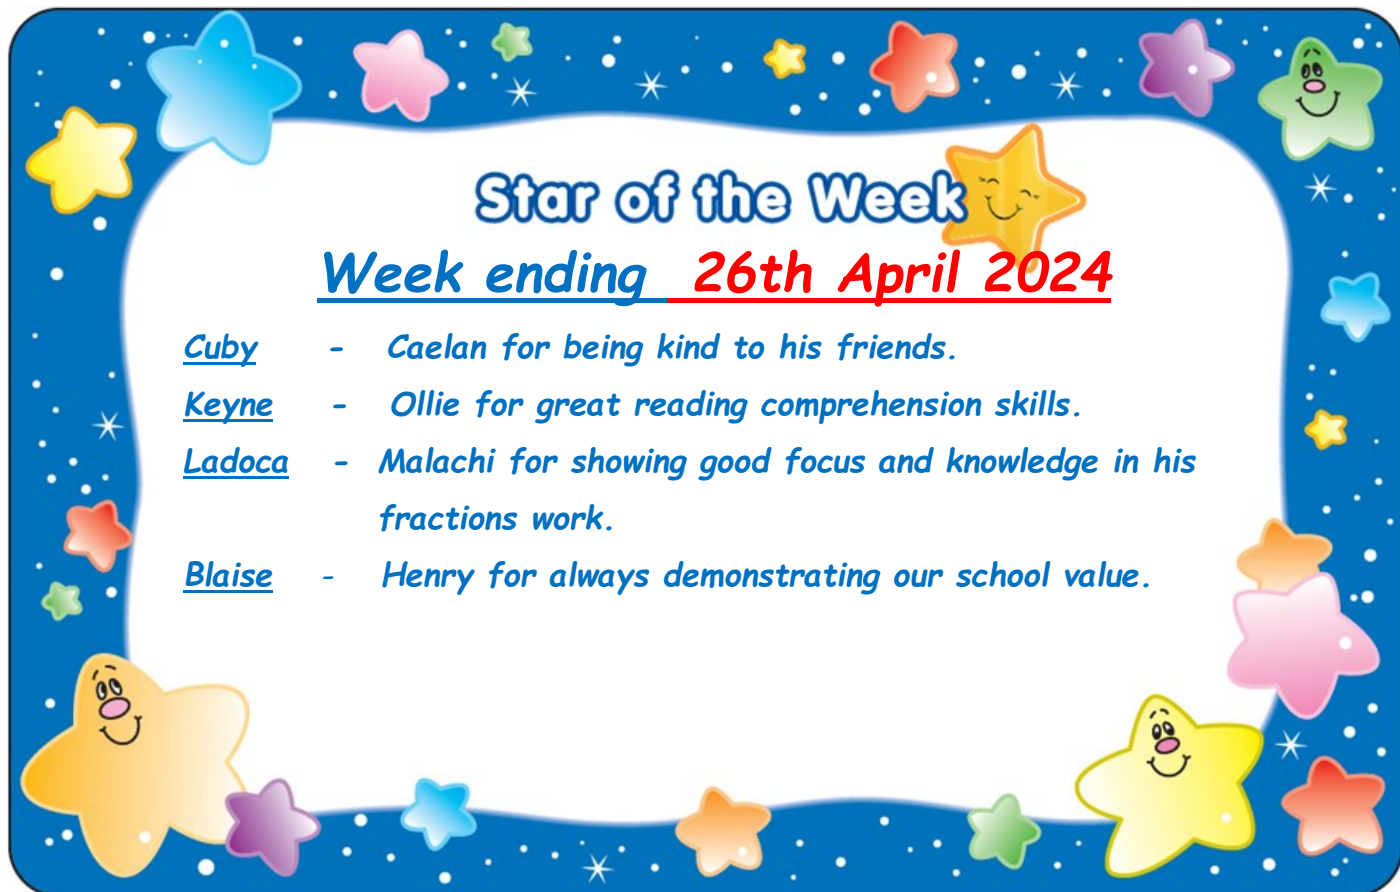 Star of the Week
Week ending 26th April 2024
Cuby - Caelan for being kind to his friends.
Keyne - Ollie for great reading comprehension skills.
Ladoca - Malachi for showing good focus and knowledge in his
fractions work.
Blaise - Henry for always demonstrating our school value.